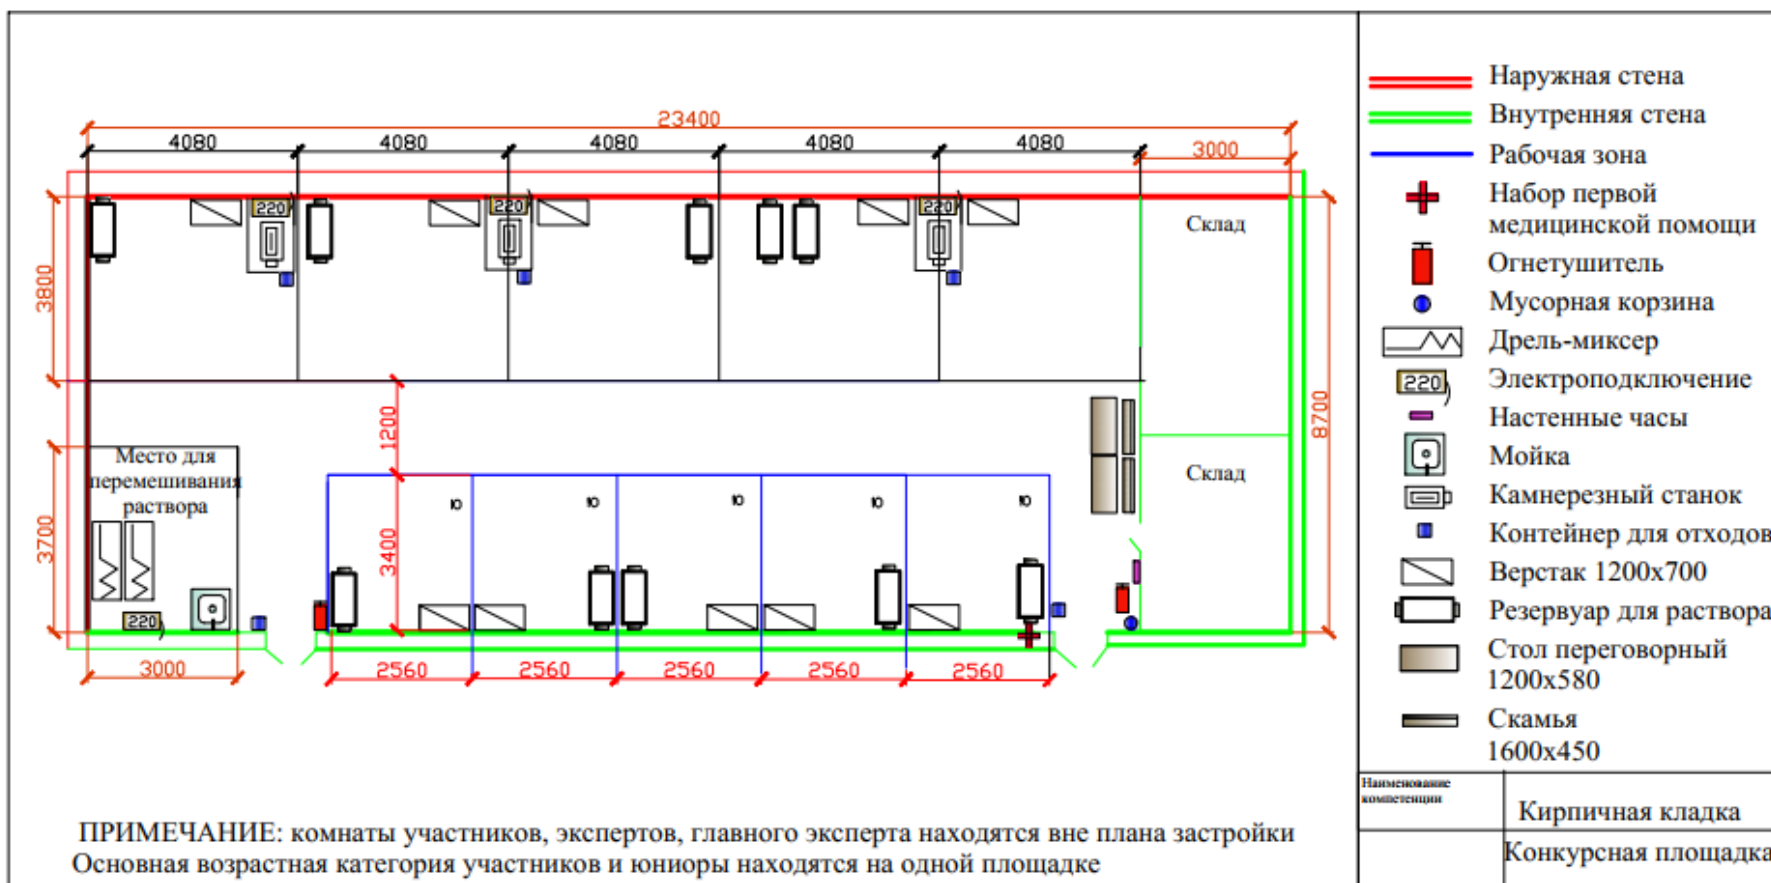 23400
4080
4080
4080
4080
4080
3000
220
220
220
Склад
3800
8700
1200
Место для
перемешивания
раствора
Склад
3700
3400
Ю
Ю
Ю
Ю
Ю
220
3000
2560
2560
2560
2560
2560
Наружная стена
Внутренняя стена
Рабочая зона
Набор первой
медицинской помощи
Огнетушитель
Мусорная корзина
Дрель-миксер
220
Электроподключение
Настенные часы
Мойка
Камнерезный станок
Контейнер для отходов
Верстак 1200х700
Резервуар для раствора
Стол переговорный
1200х580
Скамья
1600х450
Наименование
компетенции
Кирпичная кладка
Конкурсная площадка
ПРИМЕЧАНИЕ: комнаты участников, экспертов, главного эксперта находятся вне плана застройки
Основная возрастная категория участников и юниоры находятся на одной площадке